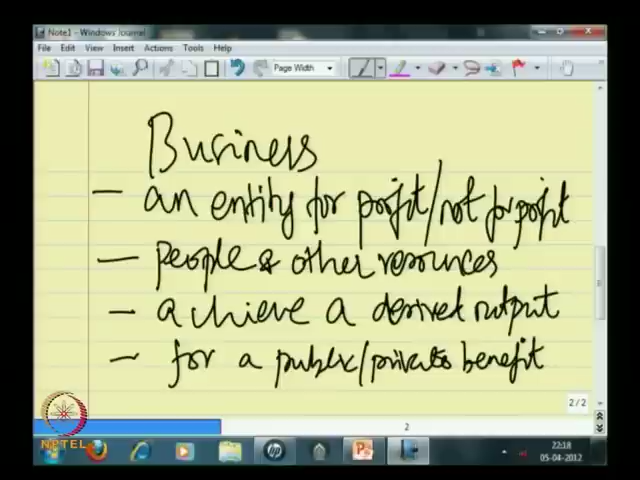 Note1 - Windows Journal
File Edit View Insert Actions Tools Help
Page Width
Business
— an entity for profit/not for profit
— people & other resources
— achieve a desired output
— for a public/private benefit
2/2
2
NPTEL
22:18
05-04-2012